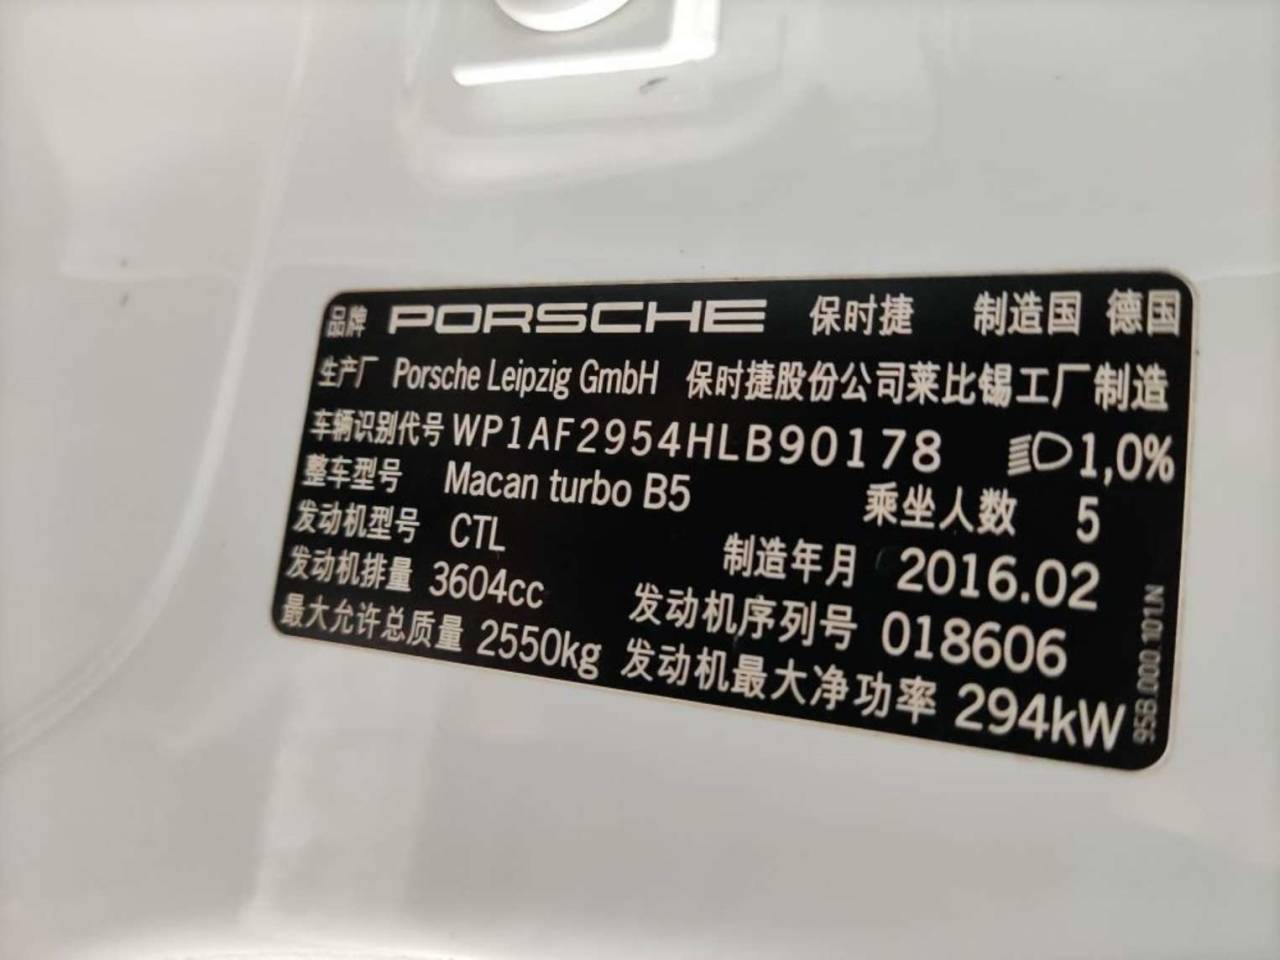 品牌 PORSCHE 保时捷 制造国 德国
生产厂 Porsche Leipzig GmbH 保时捷股份公司莱比锡工厂制造
车辆识别代号 WP1AF2954HLB90178 1,0%
整车型号 Macan turbo B5 乘坐人数 5
发动机型号 CTL 制造年月 2016.02
发动机排量 3604cc 发动机序列号 018606
最大允许总质量 2550kg 发动机最大净功率 294kW
95B.000.101.N